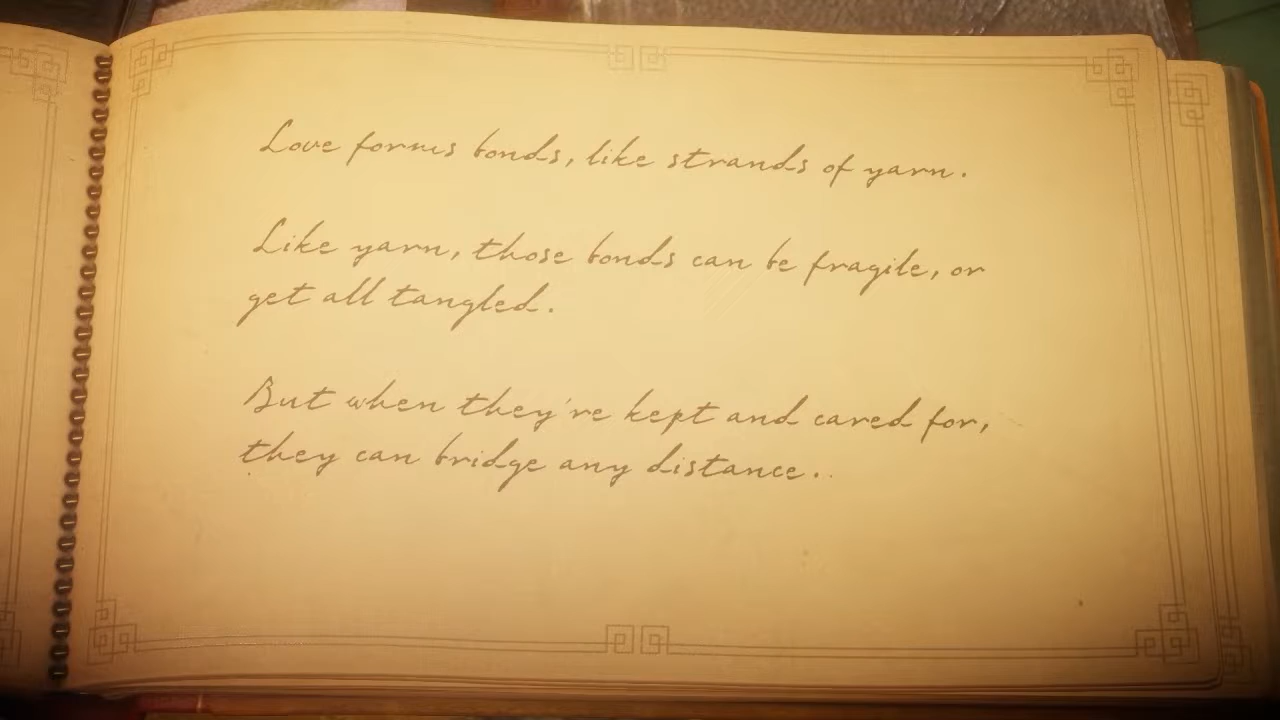 Love forms bonds, like strands of yarn.
Like yarn, those bonds can be fragile, or
get all tangled.
But when they're kept and cared for,
they can bridge any distance..